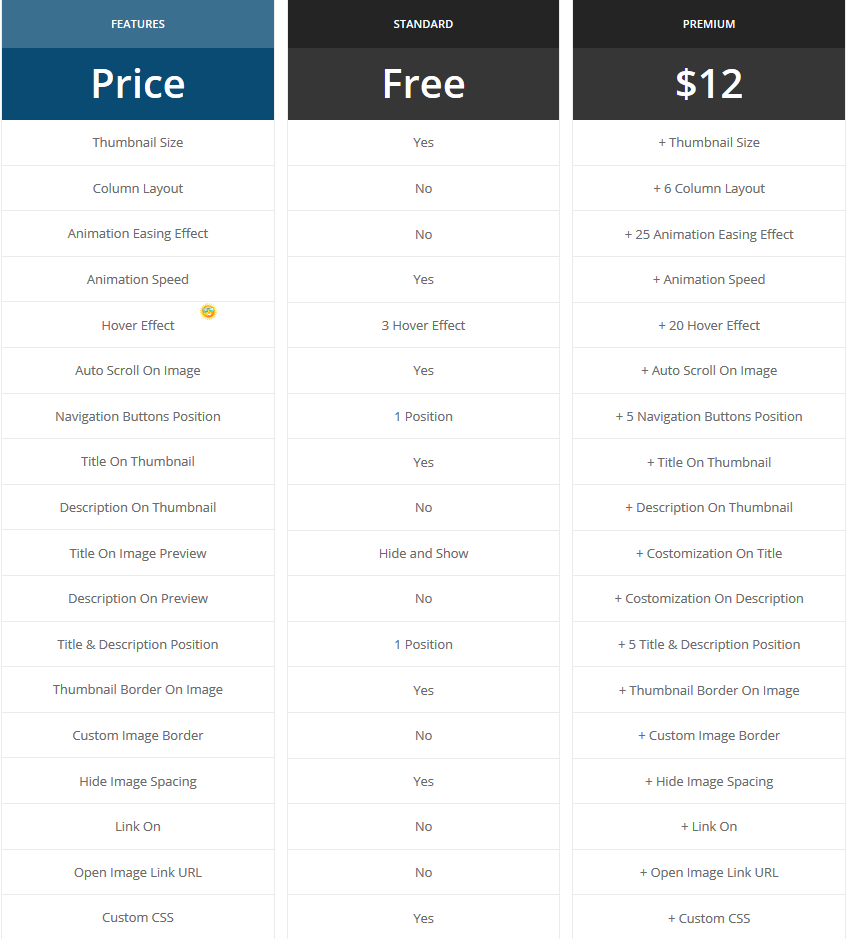 FEATURES STANDARD PREMIUM
Price Free $12
Thumbnail Size Yes + Thumbnail Size
Column Layout No + 6 Column Layout
Animation Easing Effect No + 25 Animation Easing Effect
Animation Speed Yes + Animation Speed
Hover Effect 3 Hover Effect + 20 Hover Effect
Auto Scroll On Image Yes + Auto Scroll On Image
Navigation Buttons Position 1 Position + 5 Navigation Buttons Position
Title On Thumbnail Yes + Title On Thumbnail
Description On Thumbnail No + Description On Thumbnail
Title On Image Preview Hide and Show + Costomization On Title
Description On Preview No + Costomization On Description
Title & Description Position 1 Position + 5 Title & Description Position
Thumbnail Border On Image Yes + Thumbnail Border On Image
Custom Image Border No + Custom Image Border
Hide Image Spacing Yes + Hide Image Spacing
Link On No + Link On
Open Image Link URL No + Open Image Link URL
Custom CSS Yes + Custom CSS